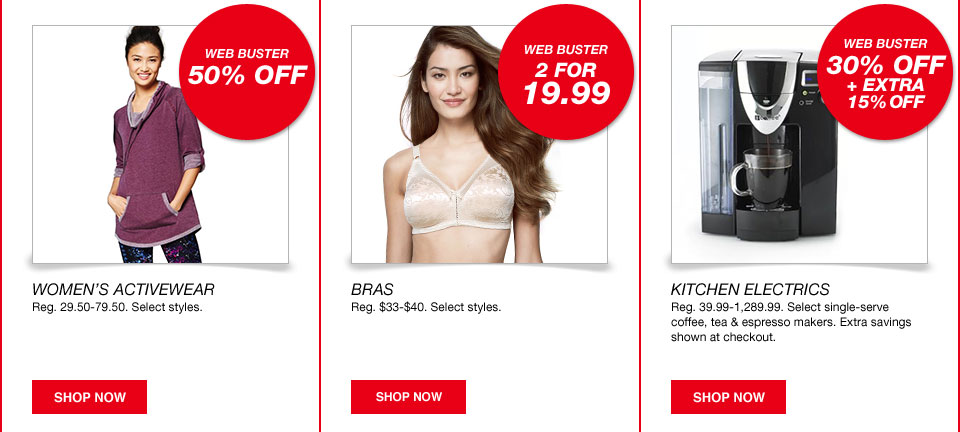 WEB BUSTER
50% OFF
WOMEN'S ACTIVEWEAR
Reg. 29.50-79.50. Select styles.
SHOP NOW
WEB BUSTER
2 FOR
19.99
BRAS
Reg. $33-$40. Select styles.
SHOP NOW
WEB BUSTER
30% OFF
+ EXTRA
15% OFF
KITCHEN ELECTRICS
Reg. 39.99-1,289.99. Select single-serve
coffee, tea & espresso makers. Extra savings
shown at checkout.
SHOP NOW